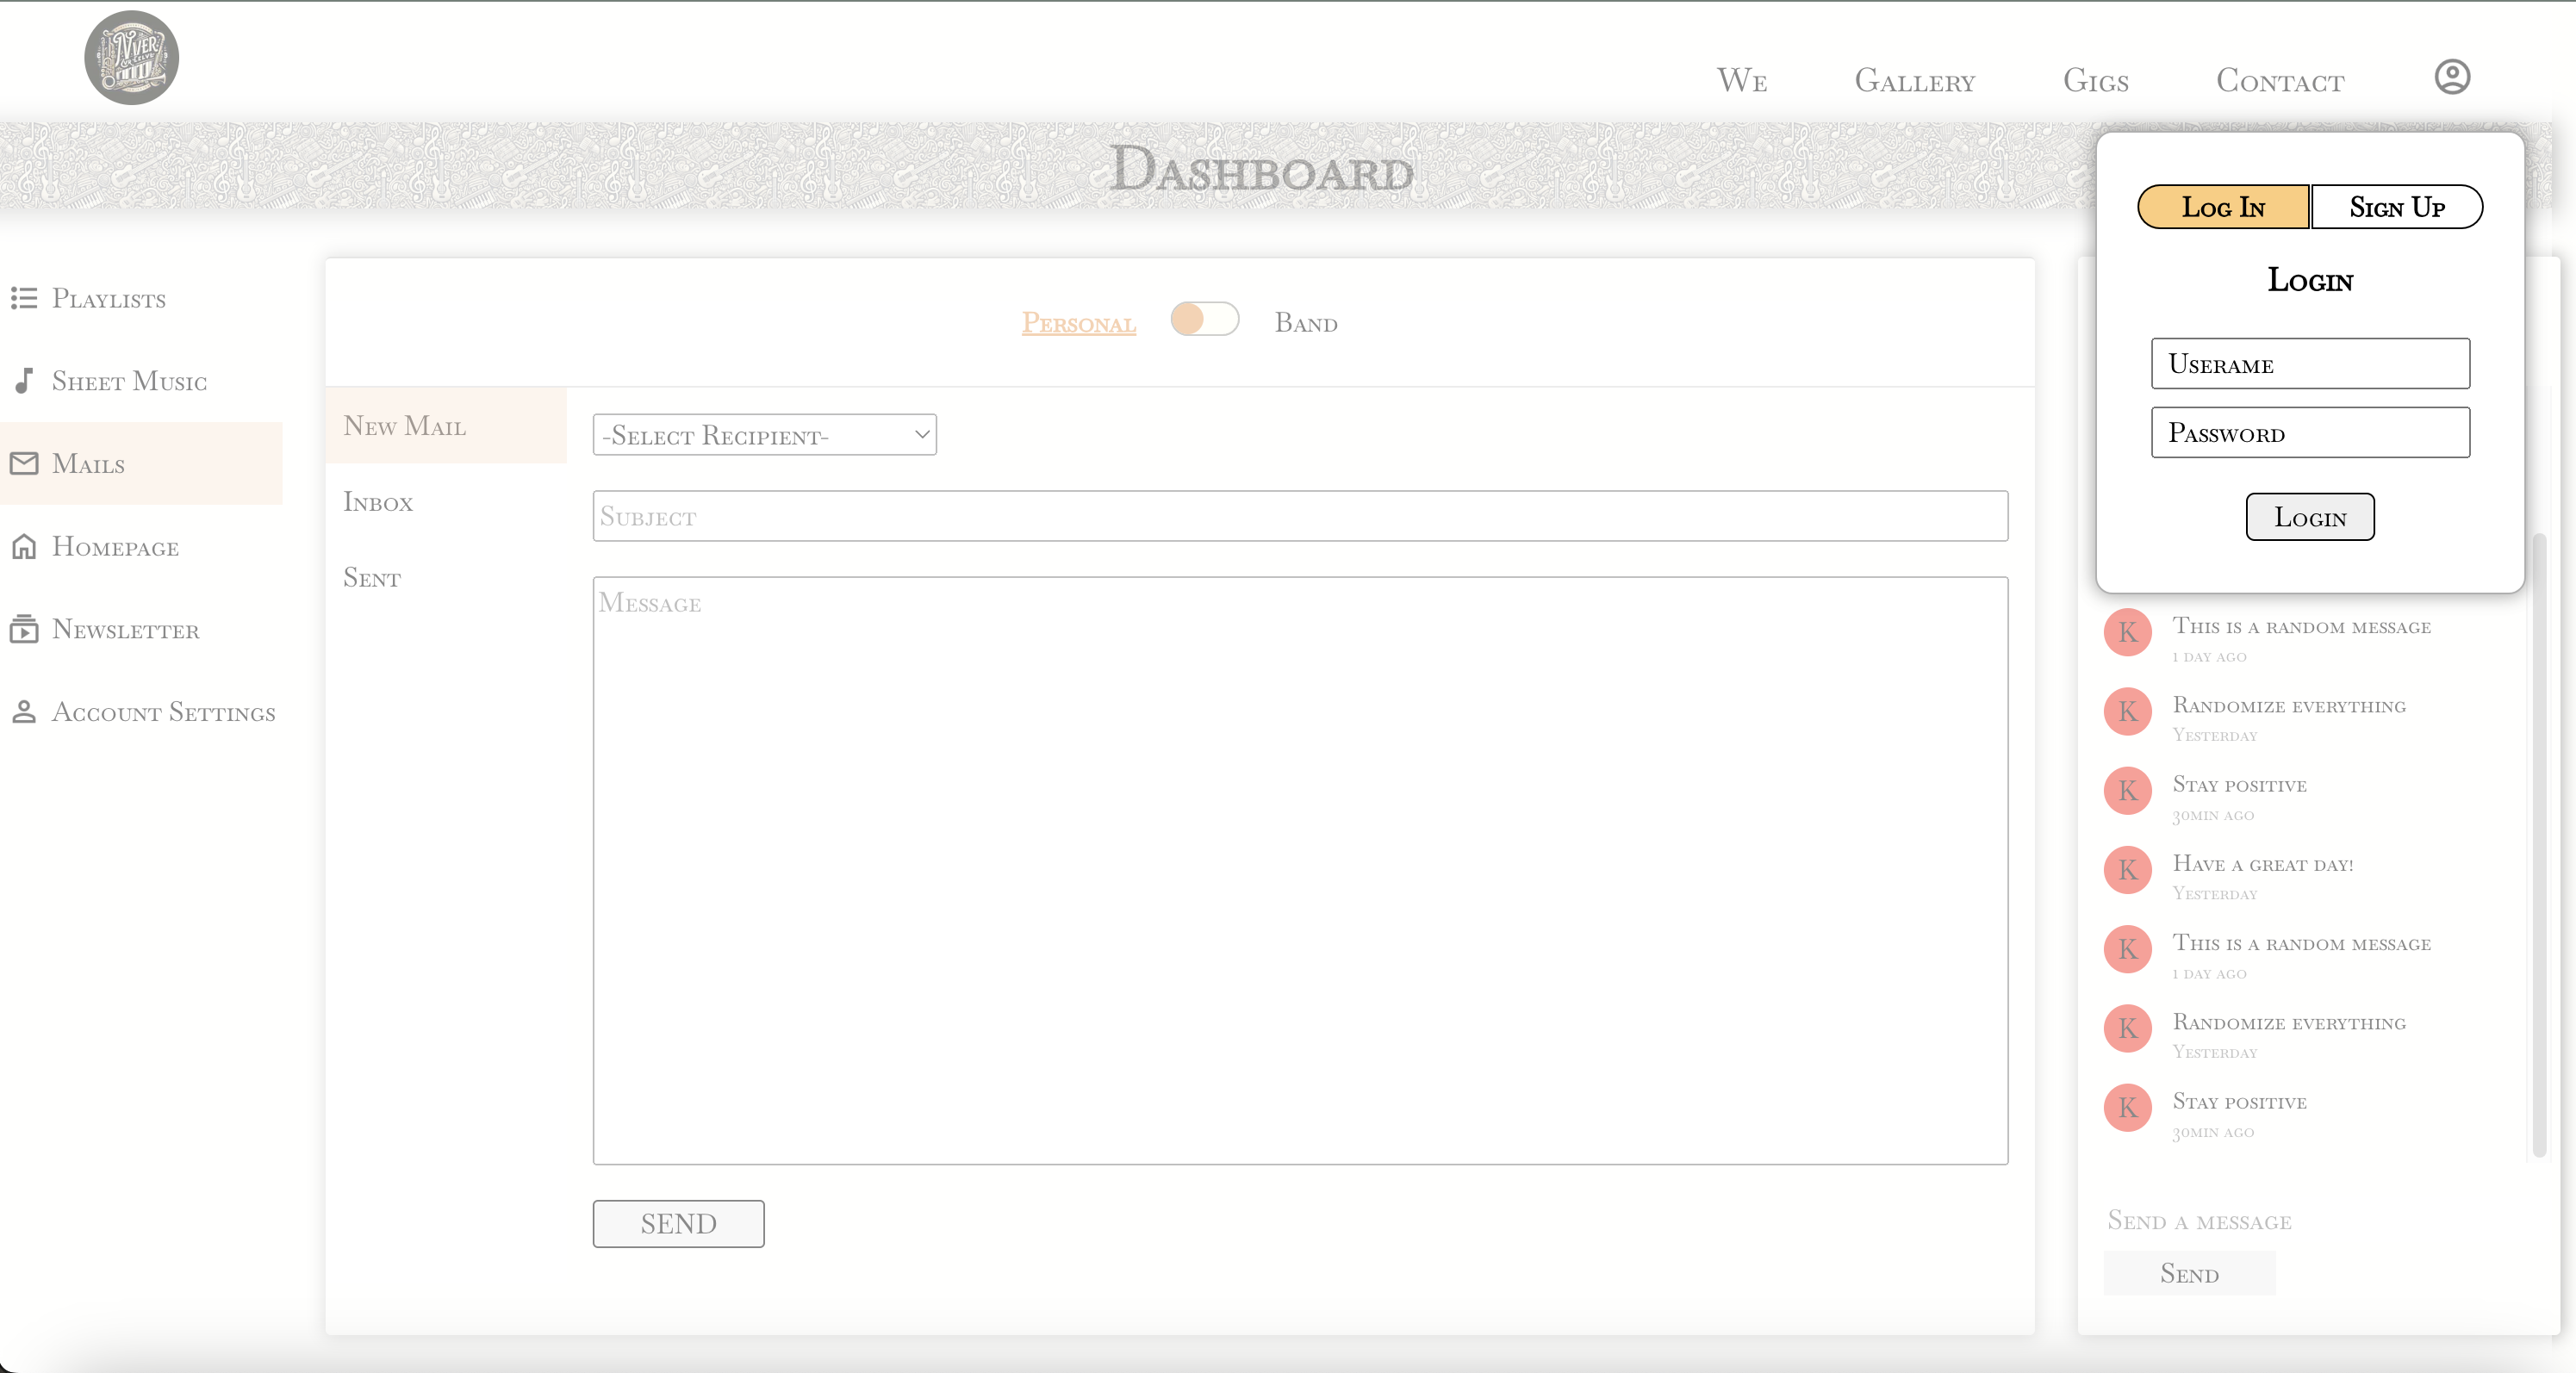 We Gallery Gigs Contact
Dashboard
Log In Sign Up
Login
Userame
Password
Login
Playlists
Sheet Music
Mails
Homepage
Newsletter
Account Settings
Personal Band
New Mail
Inbox
Sent
-Select Recipient-
Subject
Message
SEND
K This is a random message
1 day ago
K Randomize everything
Yesterday
K Stay positive
30min ago
K Have a great day!
Yesterday
K This is a random message
1 day ago
K Randomize everything
Yesterday
K Stay positive
30min ago
Send a message
Send